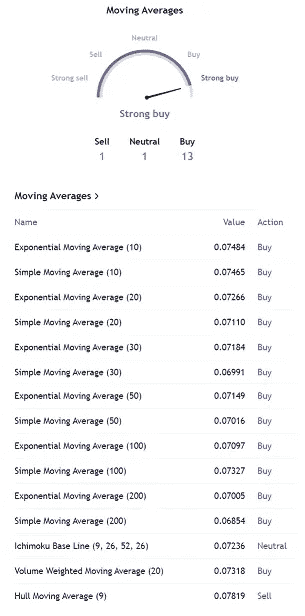 Moving Averages
Neutral
Sell Buy
Strong sell Strong buy
Strong buy
Sell Neutral Buy
1 1 13
Moving Averages >
Name Value Action
Exponential Moving Average (10) 0.07484 Buy
Simple Moving Average (10) 0.07465 Buy
Exponential Moving Average (20) 0.07266 Buy
Simple Moving Average (20) 0.07110 Buy
Exponential Moving Average (30) 0.07184 Buy
Simple Moving Average (30) 0.06991 Buy
Exponential Moving Average (50) 0.07149 Buy
Simple Moving Average (50) 0.07016 Buy
Exponential Moving Average (100) 0.07097 Buy
Simple Moving Average (100) 0.07327 Buy
Exponential Moving Average (200) 0.07005 Buy
Simple Moving Average (200) 0.06854 Buy
Ichimoku Base Line (9, 26, 52, 26) 0.07236 Neutral
Volume Weighted Moving Average (20) 0.07318 Buy
Hull Moving Average (9) 0.07819 Sell